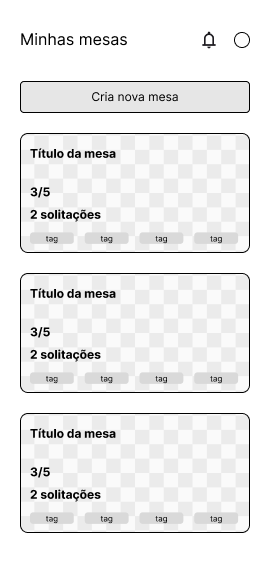 Minhas mesas
Cria nova mesa
Título da mesa
3/5
2 solitações
tag tag tag tag
Título da mesa
3/5
2 solitações
tag tag tag tag
Título da mesa
3/5
2 solitações
tag tag tag tag